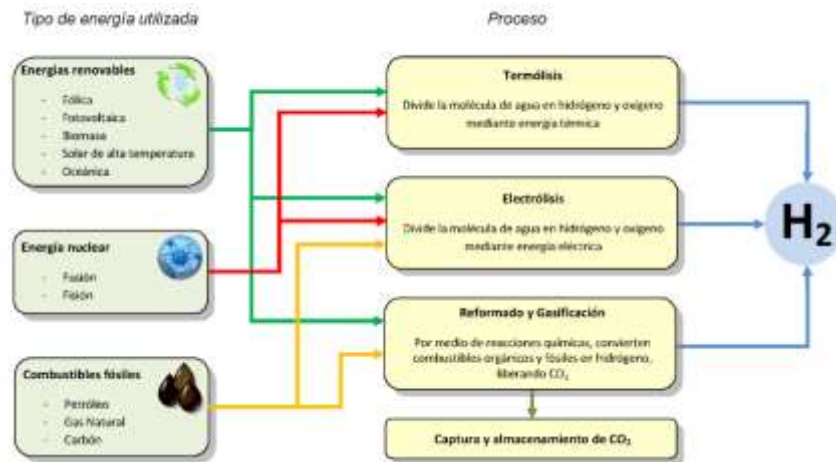 Tipo de energía utilizada
Proceso
Energías renovables
- Eólica
- Fotovoltaica
- Biomasa
- Solar de alta temperatura
- Oceánica
Energía nuclear
- Fusión
- Fisión
Combustibles fósiles
- Petróleo
- Gas Natural
- Carbón
Termólisis
Divide la molécula de agua en hidrógeno y oxígeno
mediante energía térmica
Electrólisis
Divide la molécula de agua en hidrógeno y oxígeno
mediante energía eléctrica
Reformado y Gasificación
Por medio de reacciones químicas, convierten
combustibles orgánicos y fósiles en hidrógeno,
liberando CO₂
Captura y almacenamiento de CO₂
H₂